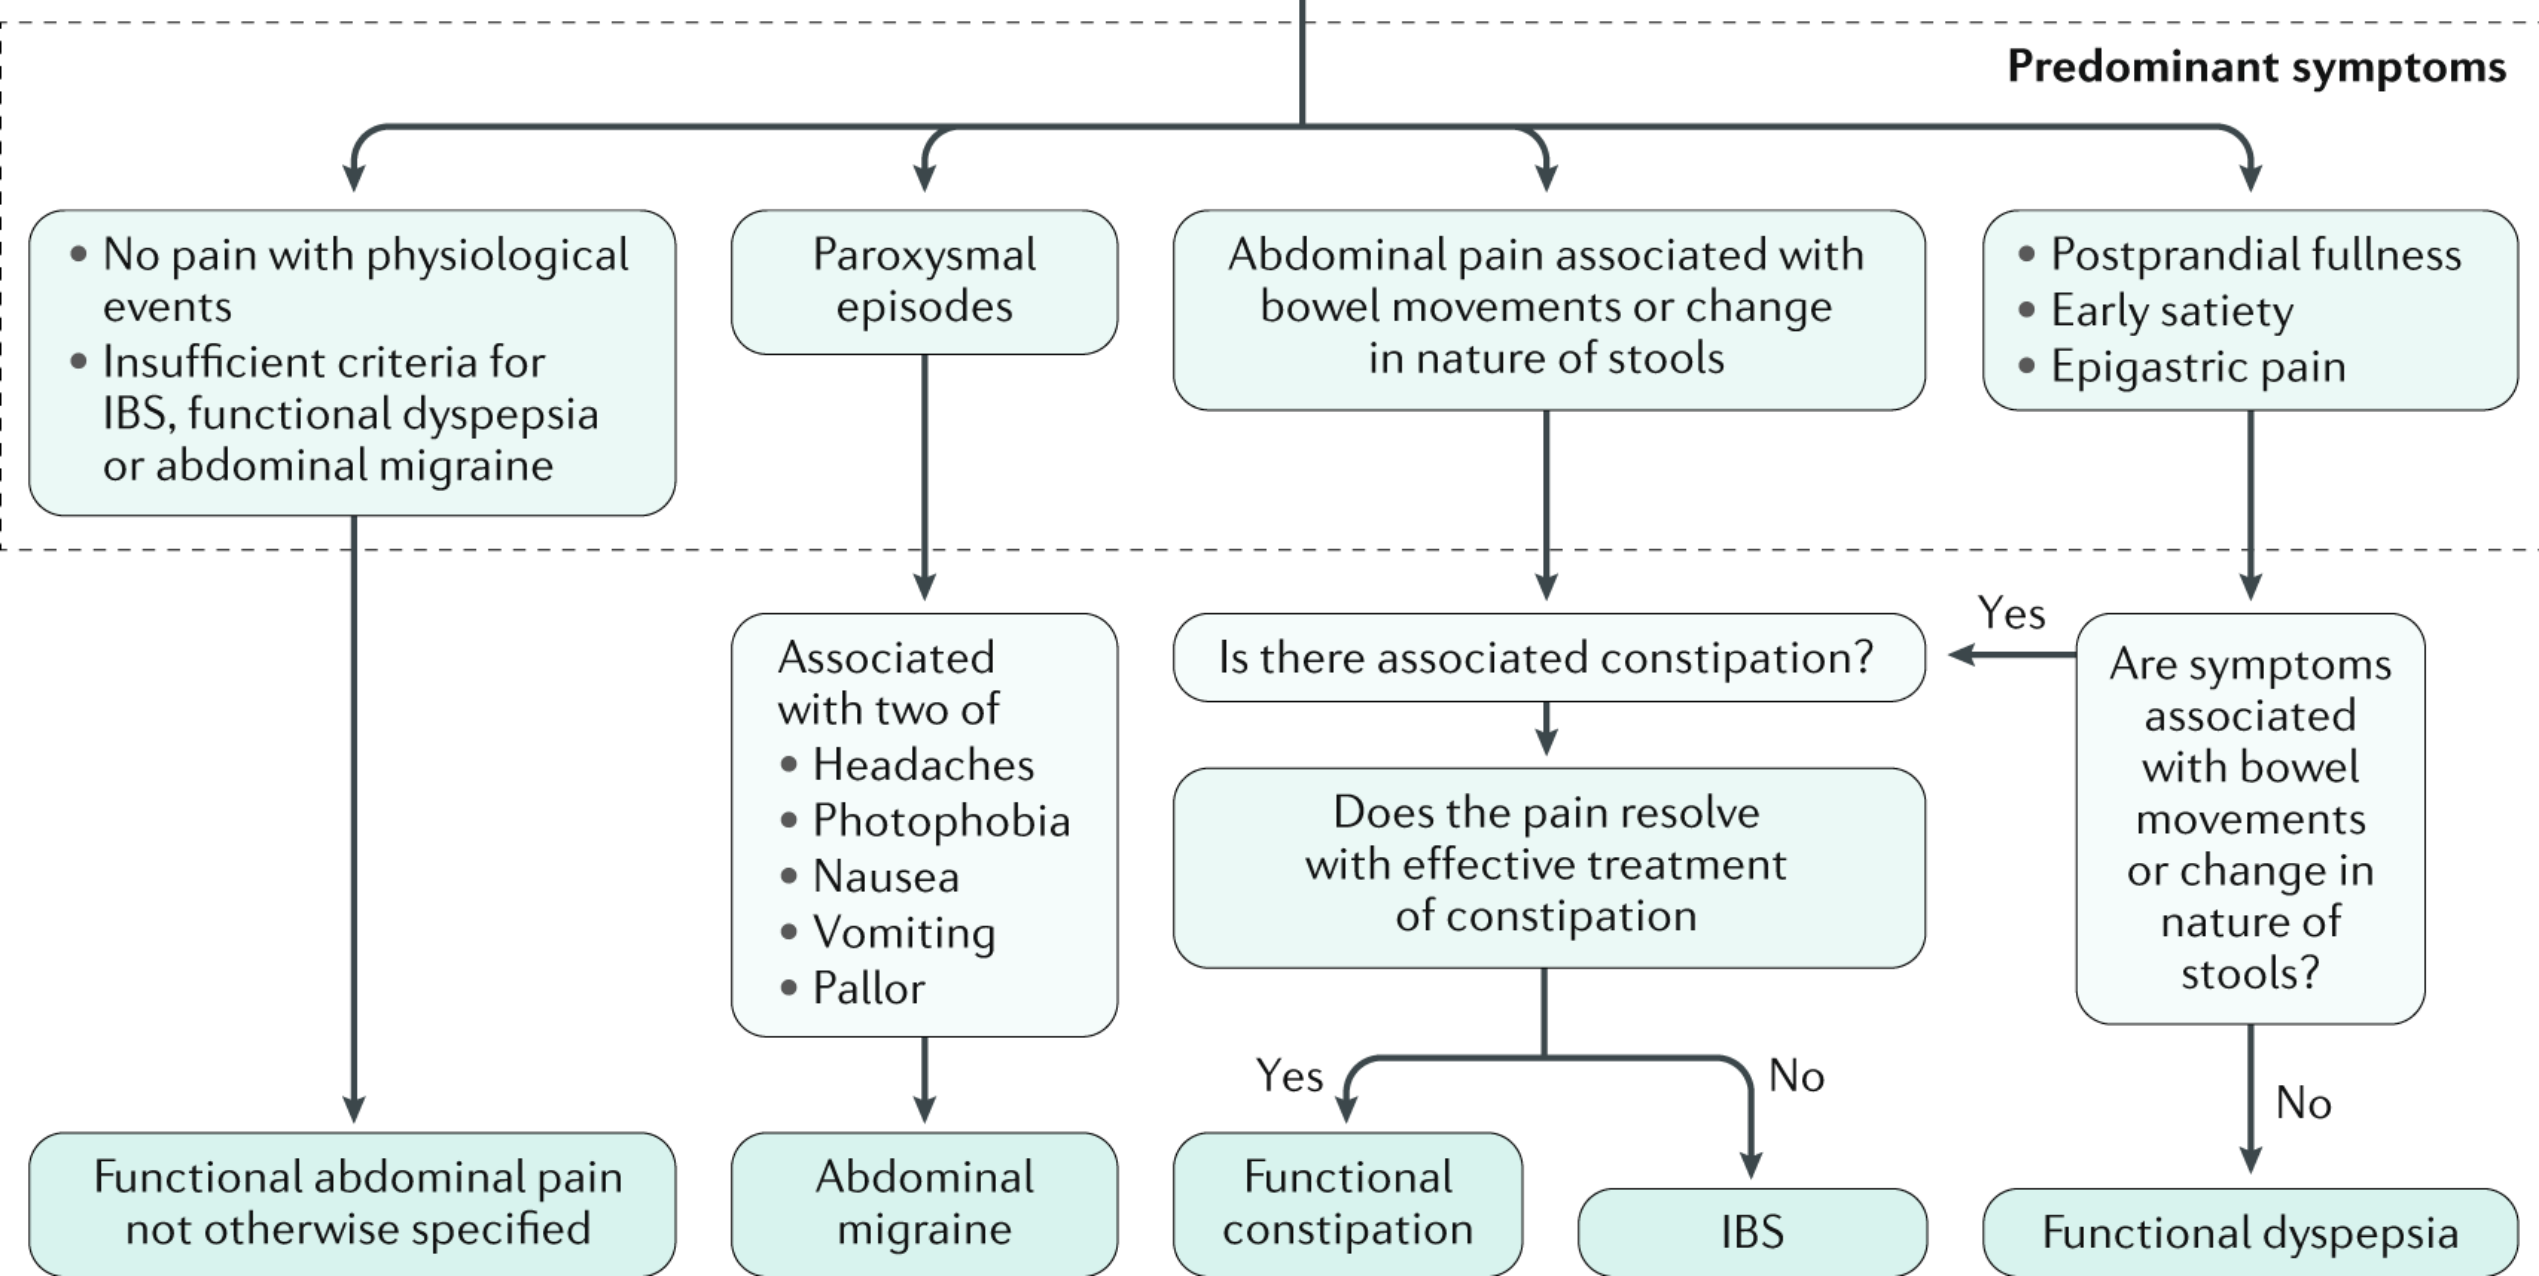 Predominant symptoms
• No pain with physiological
events
• Insufficient criteria for
IBS, functional dyspepsia
or abdominal migraine
Paroxysmal
episodes
Abdominal pain associated with
bowel movements or change
in nature of stools
• Postprandial fullness
• Early satiety
• Epigastric pain
Associated
with two of
• Headaches
• Photophobia
• Nausea
• Vomiting
• Pallor
Is there associated constipation?
Yes
Are symptoms
associated
with bowel
movements
or change in
nature of
stools?
Does the pain resolve
with effective treatment
of constipation
Yes
No
No
Functional abdominal pain
not otherwise specified
Abdominal
migraine
Functional
constipation
IBS
Functional dyspepsia